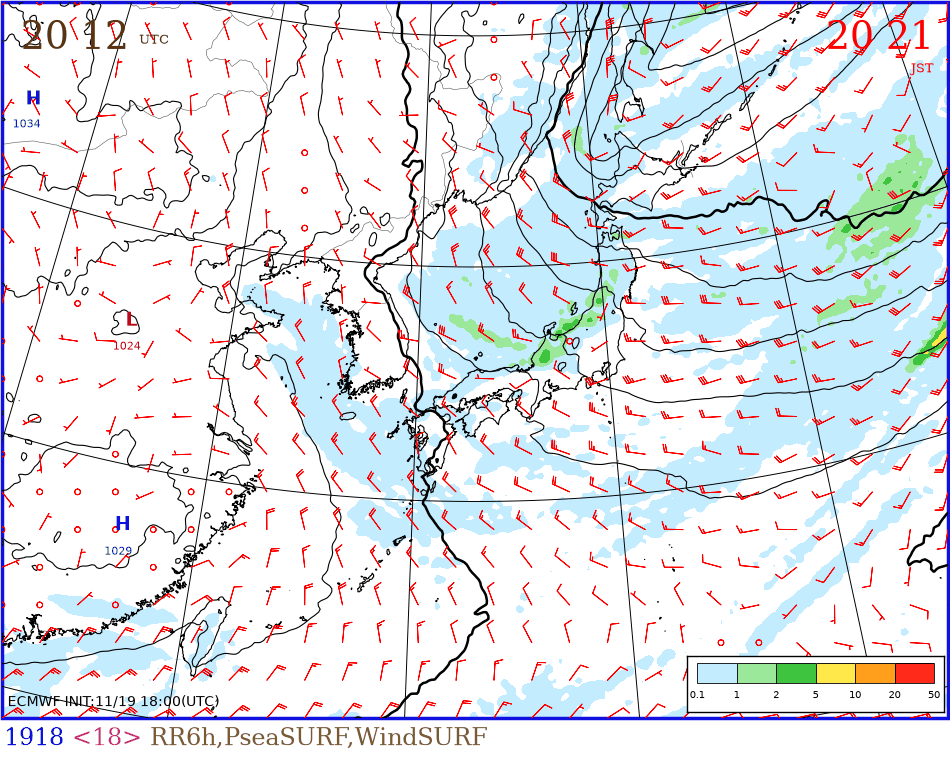 20 12 UTC
20 21
JST
H
1034
L
1024
H
1029
0.1 1 2 5 10 20 50
ECMWF INIT:11/19 18:00(UTC)
1918 <18> RR6h,PseaSURF,WindSURF